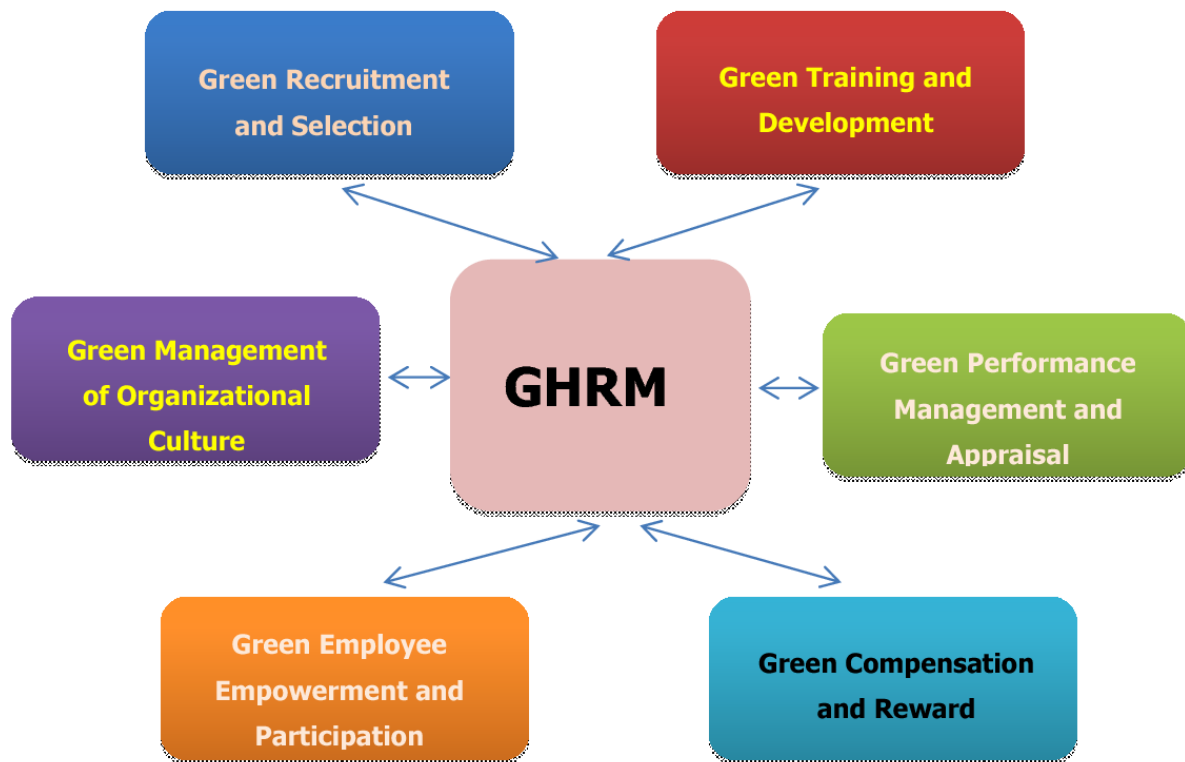 Green Recruitment
and Selection
Green Training and
Development
Green Management
of Organizational
Culture
GHRM
Green Performance
Management and
Appraisal
Green Employee
Empowerment and
Participation
Green Compensation
and Reward